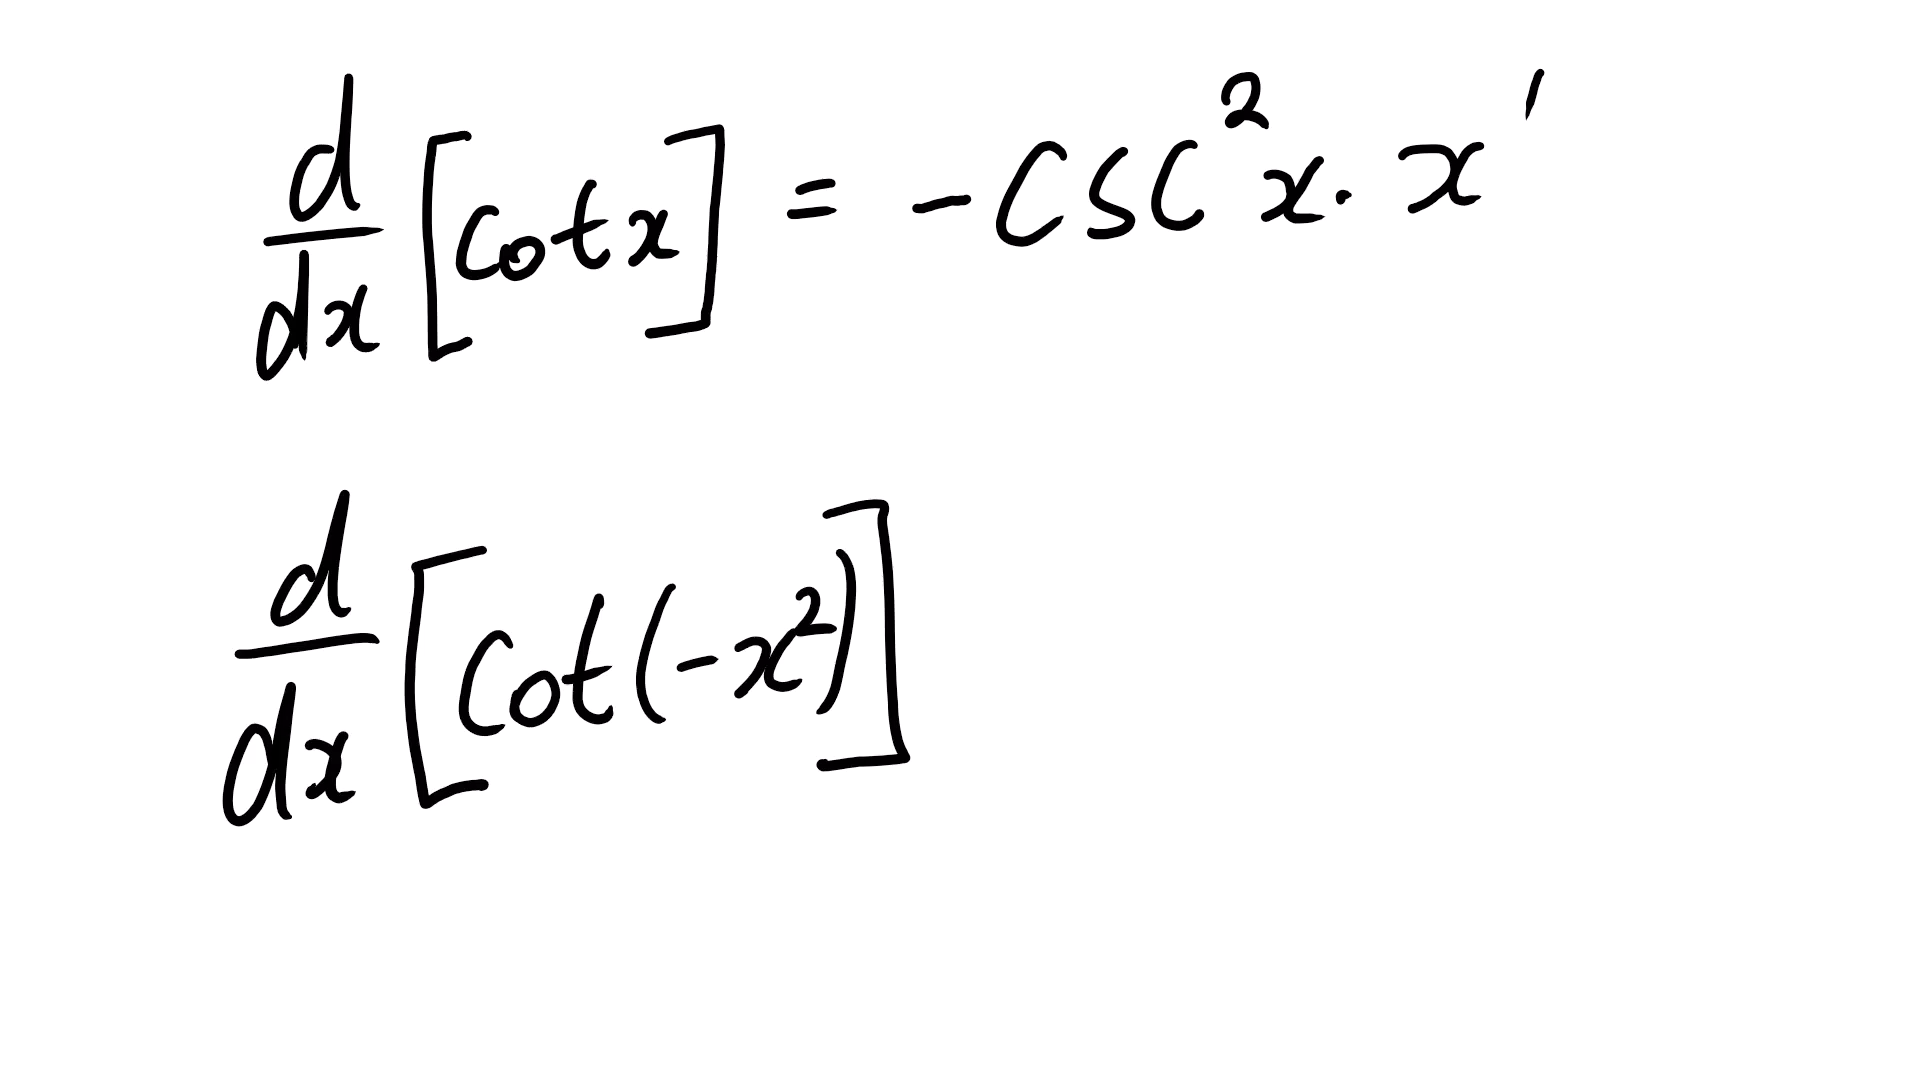 d/dx [cot x] = -csc²x · x'
d/dx [cot(-x²)]